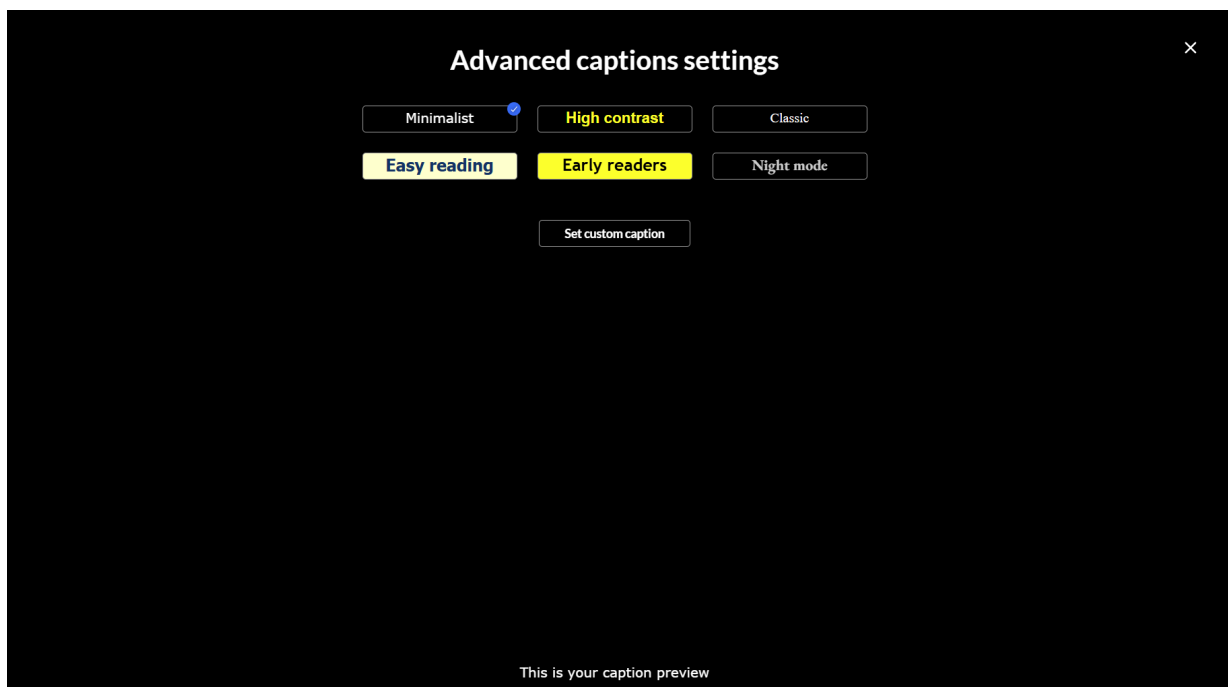 Advanced captions settings
Minimalist
High contrast
Classic
Easy reading
Early readers
Night mode
Set custom caption
This is your caption preview